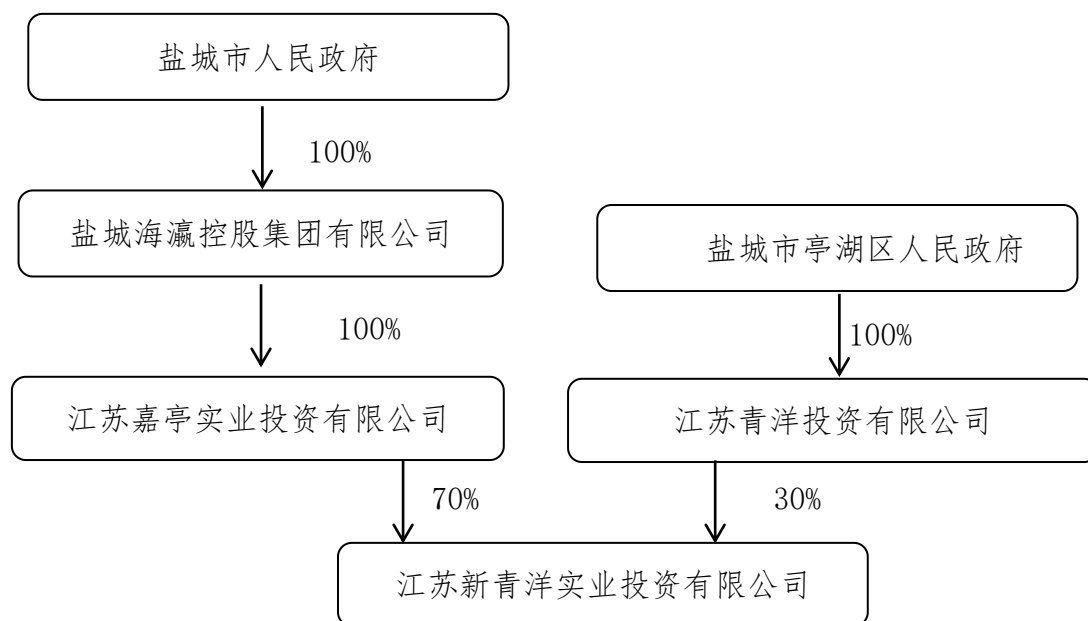 盐城市人民政府
100%
盐城海瀛控股集团有限公司
盐城市亭湖区人民政府
100%
100%
江苏嘉亭实业投资有限公司
江苏青洋投资有限公司
70%
30%
江苏新青洋实业投资有限公司